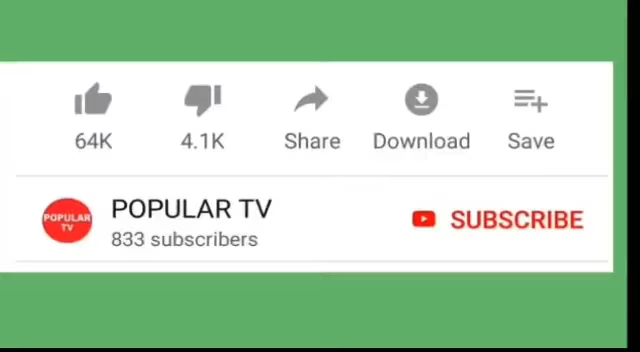 64K 4.1K Share Download Save
POPULAR TV
POPULAR TV
833 subscribers
SUBSCRIBE